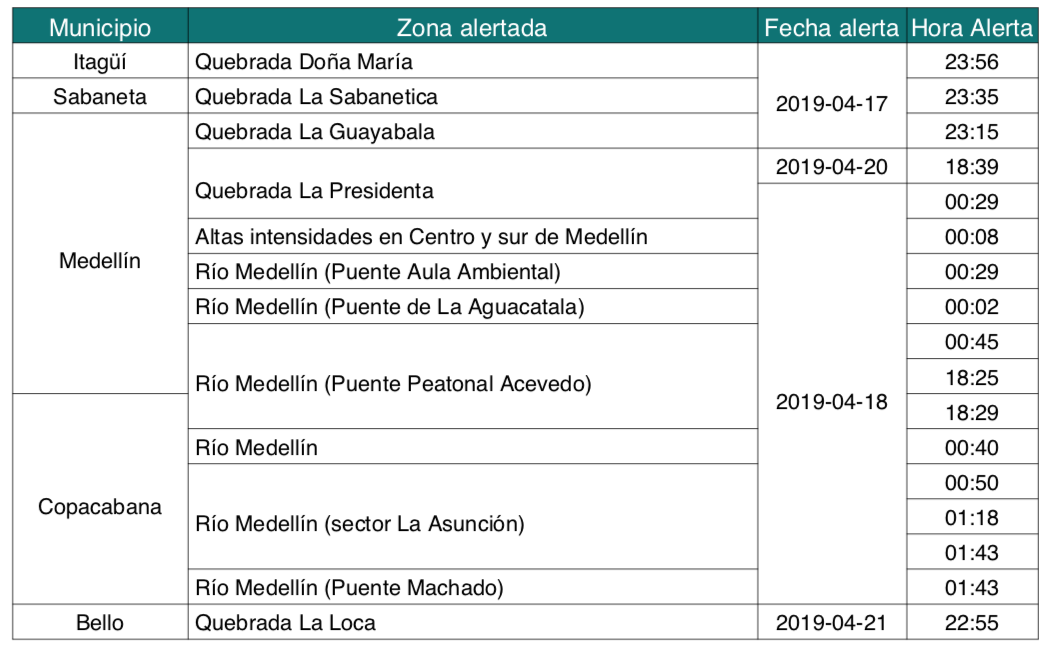 Municipio Zona alertada Fecha alerta Hora Alerta
Itagüí Quebrada Doña María 23:56
Sabaneta Quebrada La Sabanetica 2019-04-17 23:35
Quebrada La Guayabala 23:15
2019-04-20 18:39
Quebrada La Presidenta
00:29
Altas intensidades en Centro y sur de Medellín 00:08
Medellín
Río Medellín (Puente Aula Ambiental) 00:29
Río Medellín (Puente de La Aguacatala) 00:02
00:45
Río Medellín (Puente Peatonal Acevedo) 18:25
2019-04-18 18:29
Río Medellín 00:40
00:50
Copacabana Río Medellín (sector La Asunción) 01:18
01:43
Río Medellín (Puente Machado) 01:43
Bello Quebrada La Loca 2019-04-21 22:55